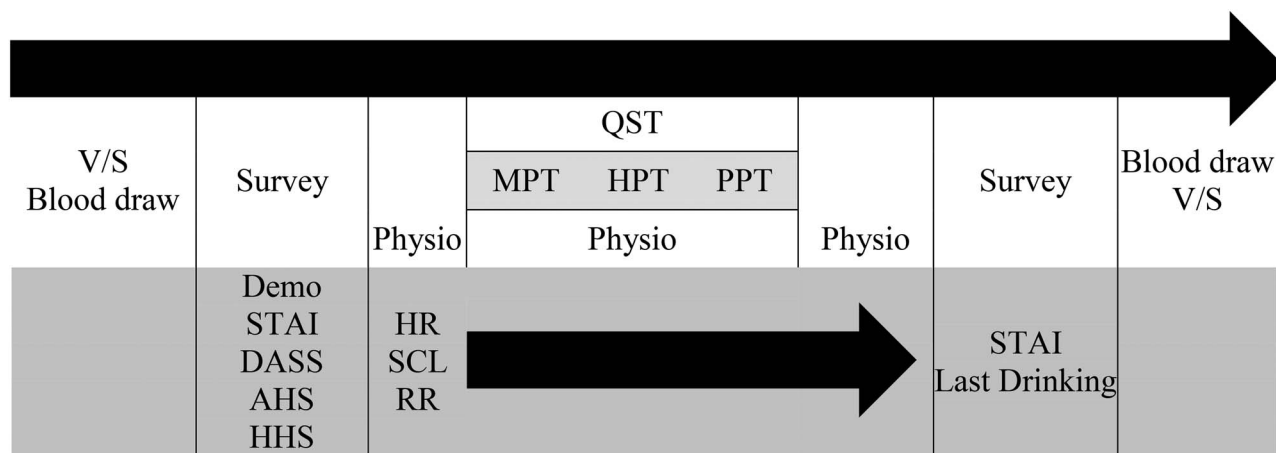 V/S
Blood draw
Survey
Physio
QST
MPT HPT PPT
Physio
Physio
Survey
Blood draw
V/S
Demo
STAI
DASS
AHS
HHS
HR
SCL
RR
STAI
Last Drinking